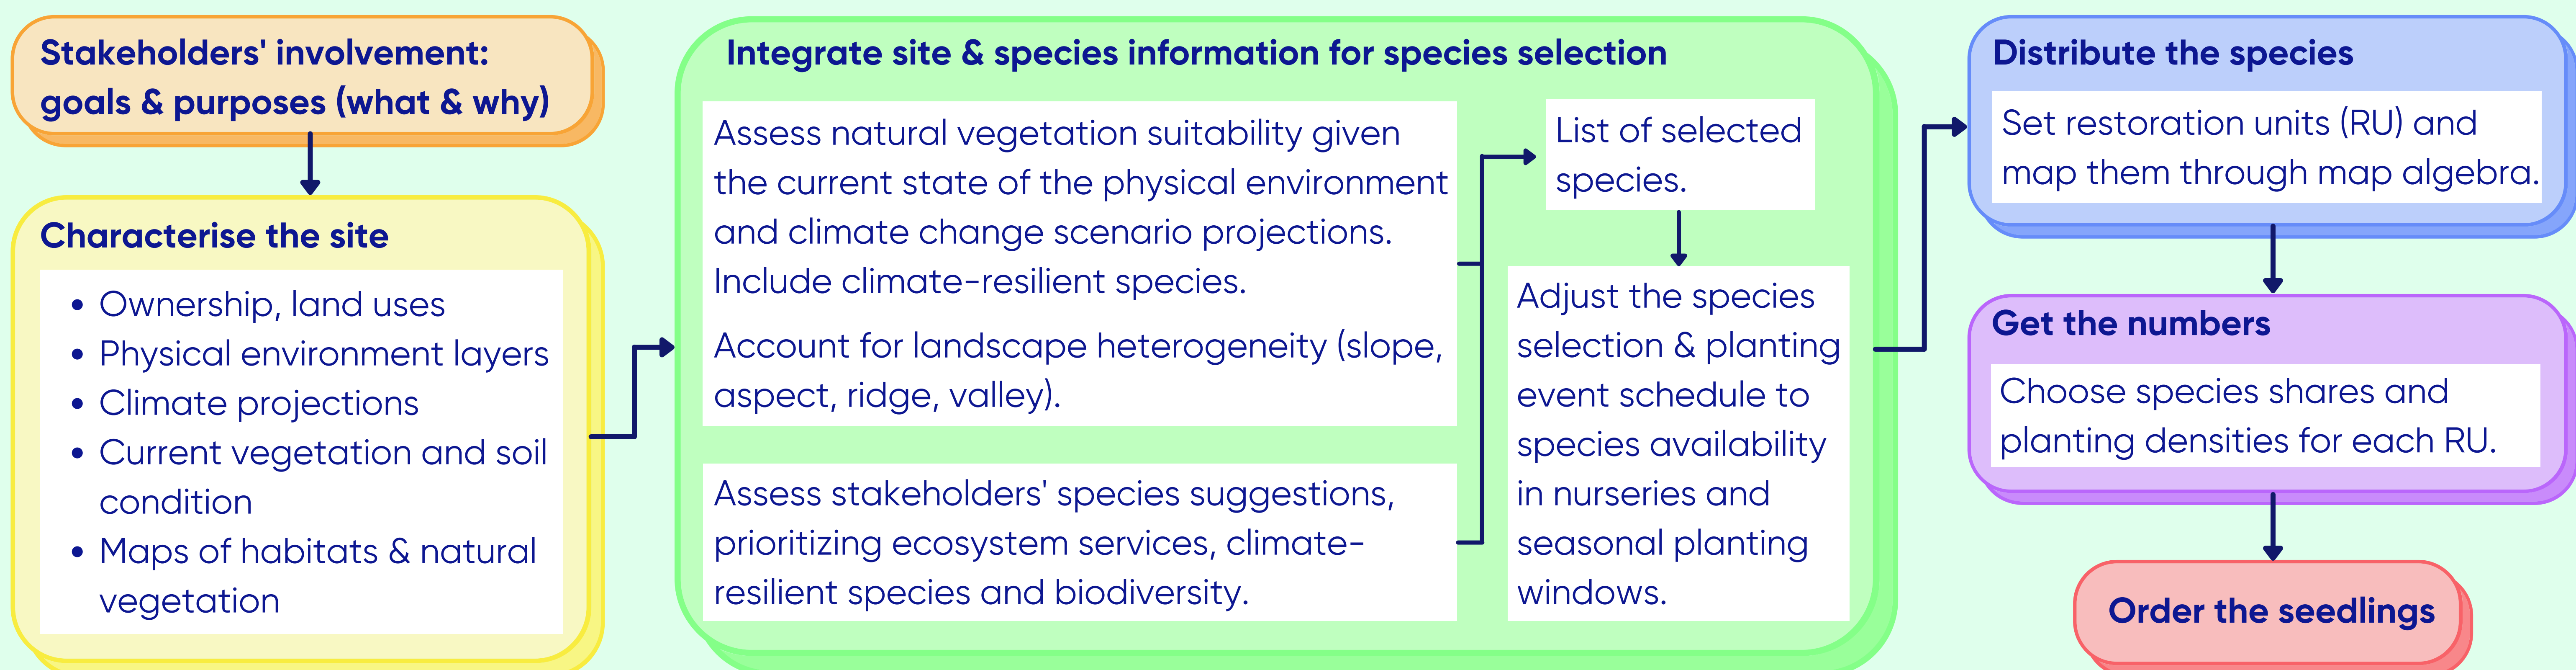 Stakeholders' involvement:
goals & purposes (what & why)
Characterise the site
• Ownership, land uses
• Physical environment layers
• Climate projections
• Current vegetation and soil
condition
• Maps of habitats & natural
vegetation
Integrate site & species information for species selection
Assess natural vegetation suitability given
the current state of the physical environment
and climate change scenario projections.
Include climate-resilient species.
Account for landscape heterogeneity (slope,
aspect, ridge, valley).
Assess stakeholders' species suggestions,
prioritizing ecosystem services, climate-
resilient species and biodiversity.
List of selected
species.
Adjust the species
selection & planting
event schedule to
species availability
in nurseries and
seasonal planting
windows.
Distribute the species
Set restoration units (RU) and
map them through map algebra.
Get the numbers
Choose species shares and
planting densities for each RU.
Order the seedlings